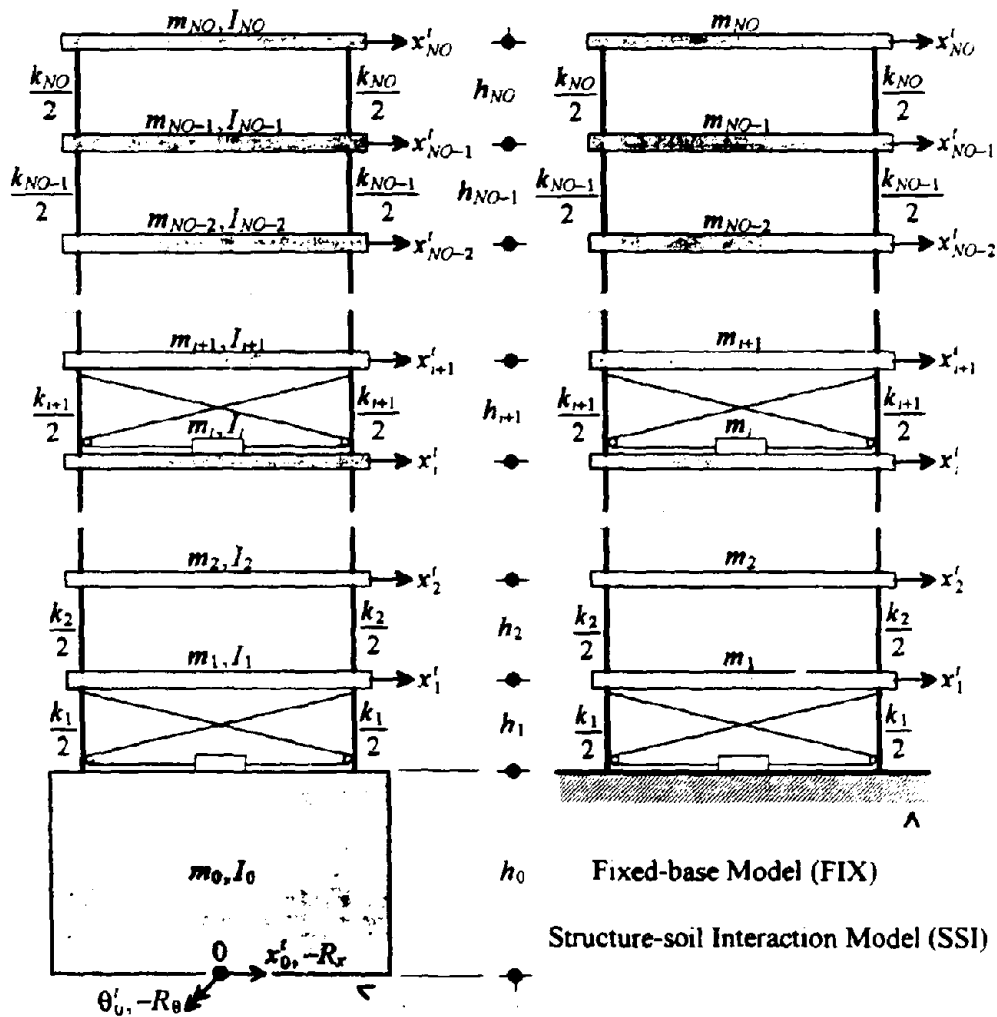 m_NO, I_NO
x^t_NO
m_NO
x^t_NO
k_NO/2
k_NO/2
h_NO
k_NO/2
k_NO/2
m_NO-1, I_NO-1
x^t_NO-1
m_NO-1
x^t_NO-1
k_NO-1/2
k_NO-1/2
h_NO-1
k_NO-1/2
k_NO-1/2
m_NO-2, I_NO-2
x^t_NO-2
m_NO-2
x^t_NO-2
m_i+1, I_i+1
x^t_i+1
m_i+1
x^t_i+1
k_i+1/2
k_i+1/2
h_i+1
k_i+1/2
k_i+1/2
m_i, I_i
x^t_i
m_i
x^t_i
m_2, I_2
x^t_2
m_2
x^t_2
k_2/2
k_2/2
h_2
k_2/2
k_2/2
m_1, I_1
x^t_1
m_1
x^t_1
k_1/2
k_1/2
h_1
k_1/2
k_1/2
m_0, I_0
h_0
Fixed-base Model (FIX)
Structure-soil Interaction Model (SSI)
0
x^t_0, -R_x
θ^t_0, -R_θ